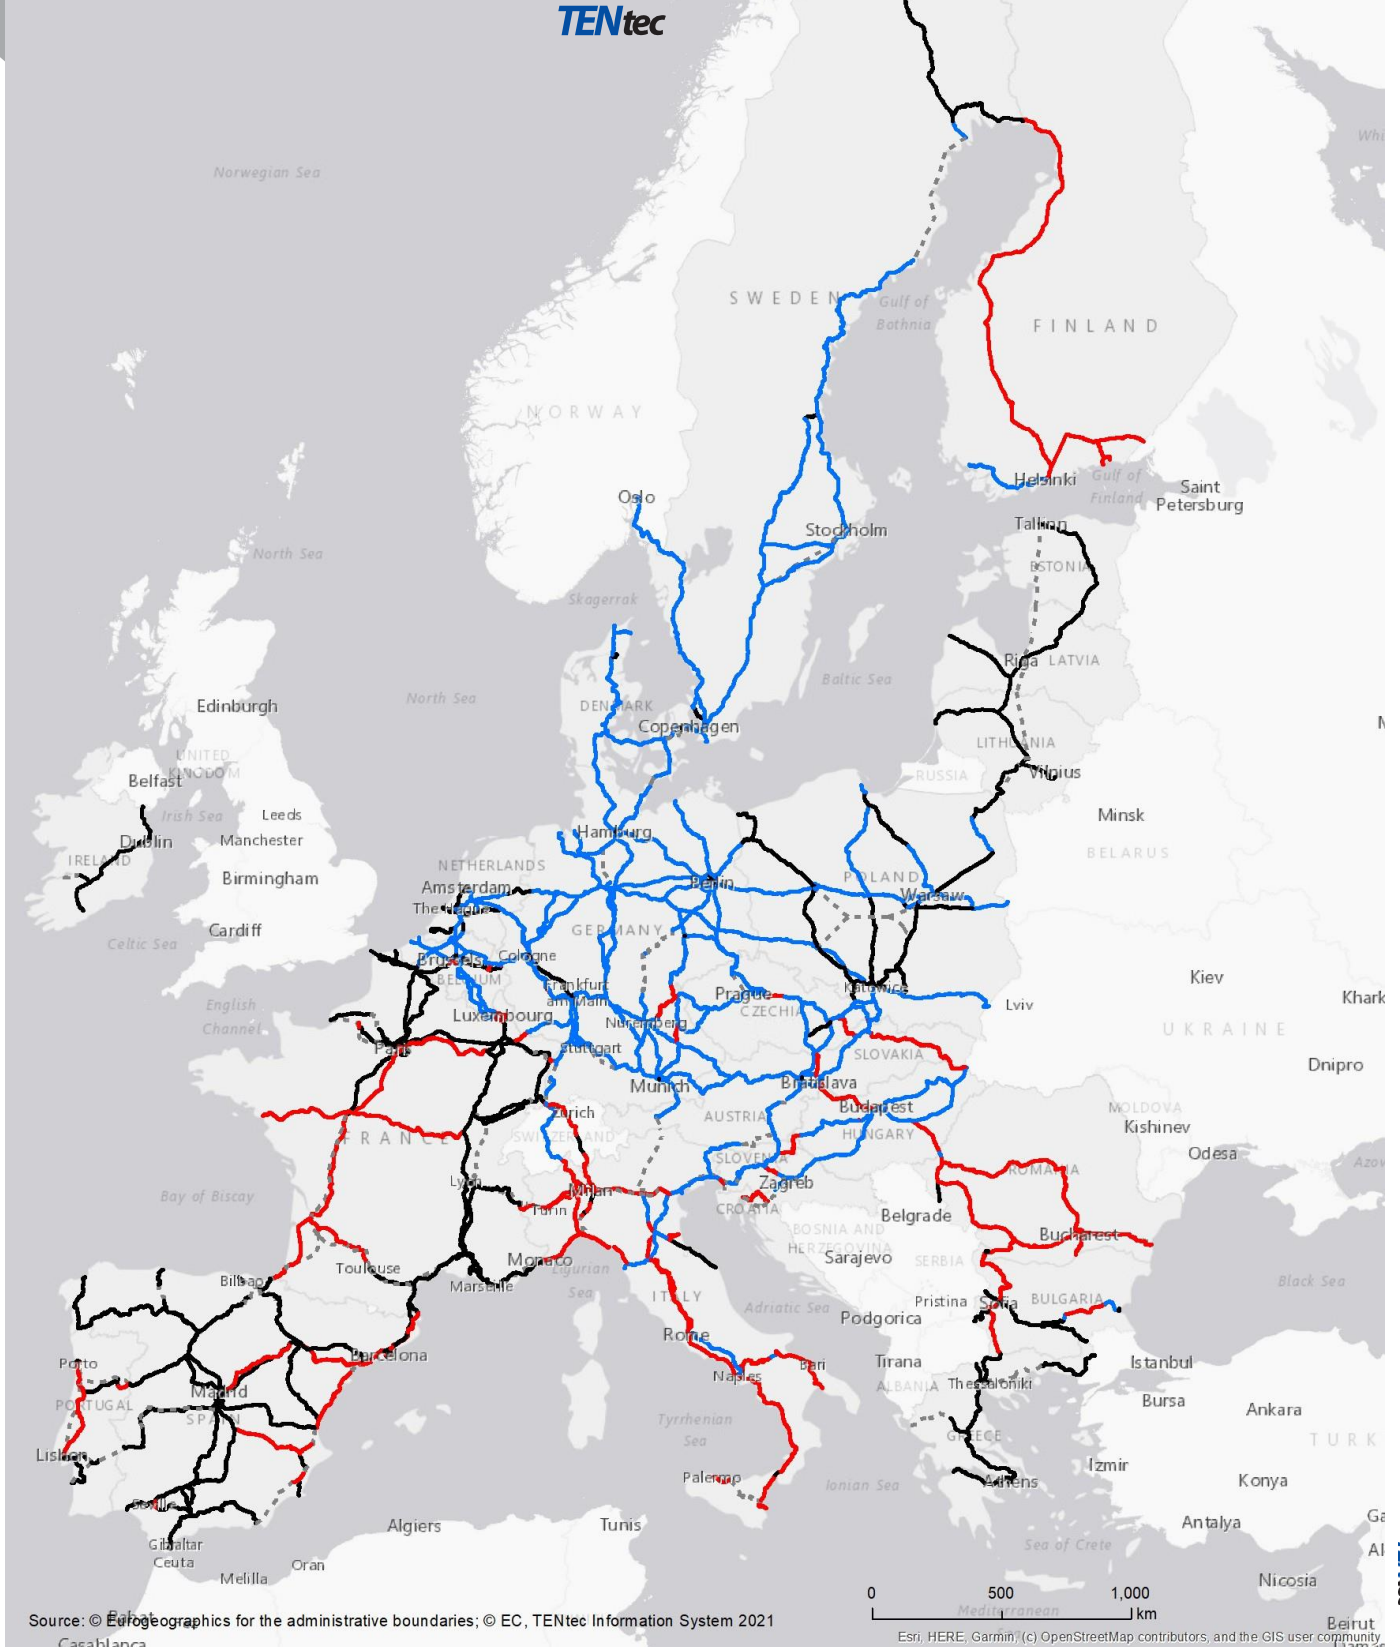 TENtec
Whi
Norwegian Sea
SWEDEN
Gulf of
Bothnia
FINLAND
NORWAY
Helsinki
Gulf of
Finland
Saint
Petersburg
Oslo
Tallinn
Stockholm
North Sea
ESTONIA
Skagerrak
Riga
LATVIA
Baltic Sea
North Sea
Edinburgh
DENMARK
Copenhagen
UNITED
KINGDOM
LITHUANIA
Belfast
RUSSIA
Vilnius
Irish Sea
Leeds
Minsk
Dublin
Manchester
Hamburg
BELARUS
IRELAND
NETHERLANDS
Birmingham
Amsterdam
Berlin
POLAND
Warsaw
The Hague
Cardiff
GERMANY
Celtic Sea
Brussels
Cologne
BELGIUM
Kiev
Frankfurt
am Main
Prague
Katowice
Khark
English
Channel
Luxembourg
CZECHIA
Lviv
Nuremberg
UKRAINE
Paris
Stuttgart
SLOVAKIA
Dnipro
Munich
Bratislava
Budapest
Zurich
AUSTRIA
MOLDOVA
Kishinev
FRANCE
SWITZERLAND
HUNGARY
Odesa
SLOVENIA
ROMANIA
Azov
Lyon
Zagreb
Bay of Biscay
Milan
Turin
CROATIA
Belgrade
BOSNIA AND
HERZEGOVINA
Bucharest
Sarajevo
SERBIA
Monaco
Toulouse
Ligurian
Sea
Bilbao
Marseille
Black Sea
ITALY
Adriatic Sea
Pristina
Sofia
BULGARIA
Podgorica
Rome
Barcelona
Porto
Bari
Tirana
Istanbul
Naples
Madrid
ALBANIA
Thessaloniki
PORTUGAL
Bursa
Ankara
SPAIN
Tyrrhenian
Sea
GREECE
TURK
Lisbon
Izmir
Palermo
Ionian Sea
Athens
Konya
Seville
Algiers
Tunis
Antalya
Gibraltar
Ceuta
Sea of Crete
Oran
Melilla
Nicosia
0 500 1,000
km
Mediterranean
Rabat
Source: © Eurogeographics for the administrative boundaries; © EC, TENtec Information System 2021
Beirut
Casablanca
Esri, HERE, Garmin, (c) OpenStreetMap contributors, and the GIS user community